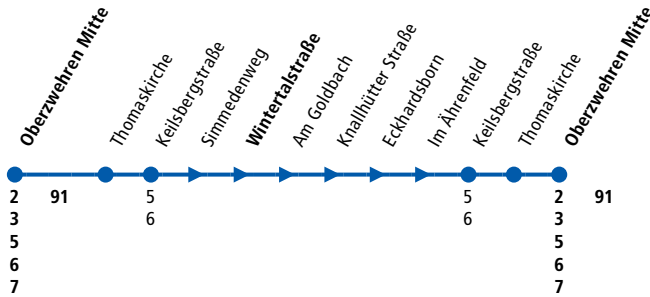 Oberzwehren Mitte
Thomaskirche
Keilsbergstraße
Simmedenweg
Wintertalstraße
Am Goldbach
Knallhütter Straße
Eckhardsborn
Im Ährenfeld
Keilsbergstraße
Thomaskirche
Oberzwehren Mitte
2 91 5 5 2 91
3 6 6 3
5 5
6 6
7 7